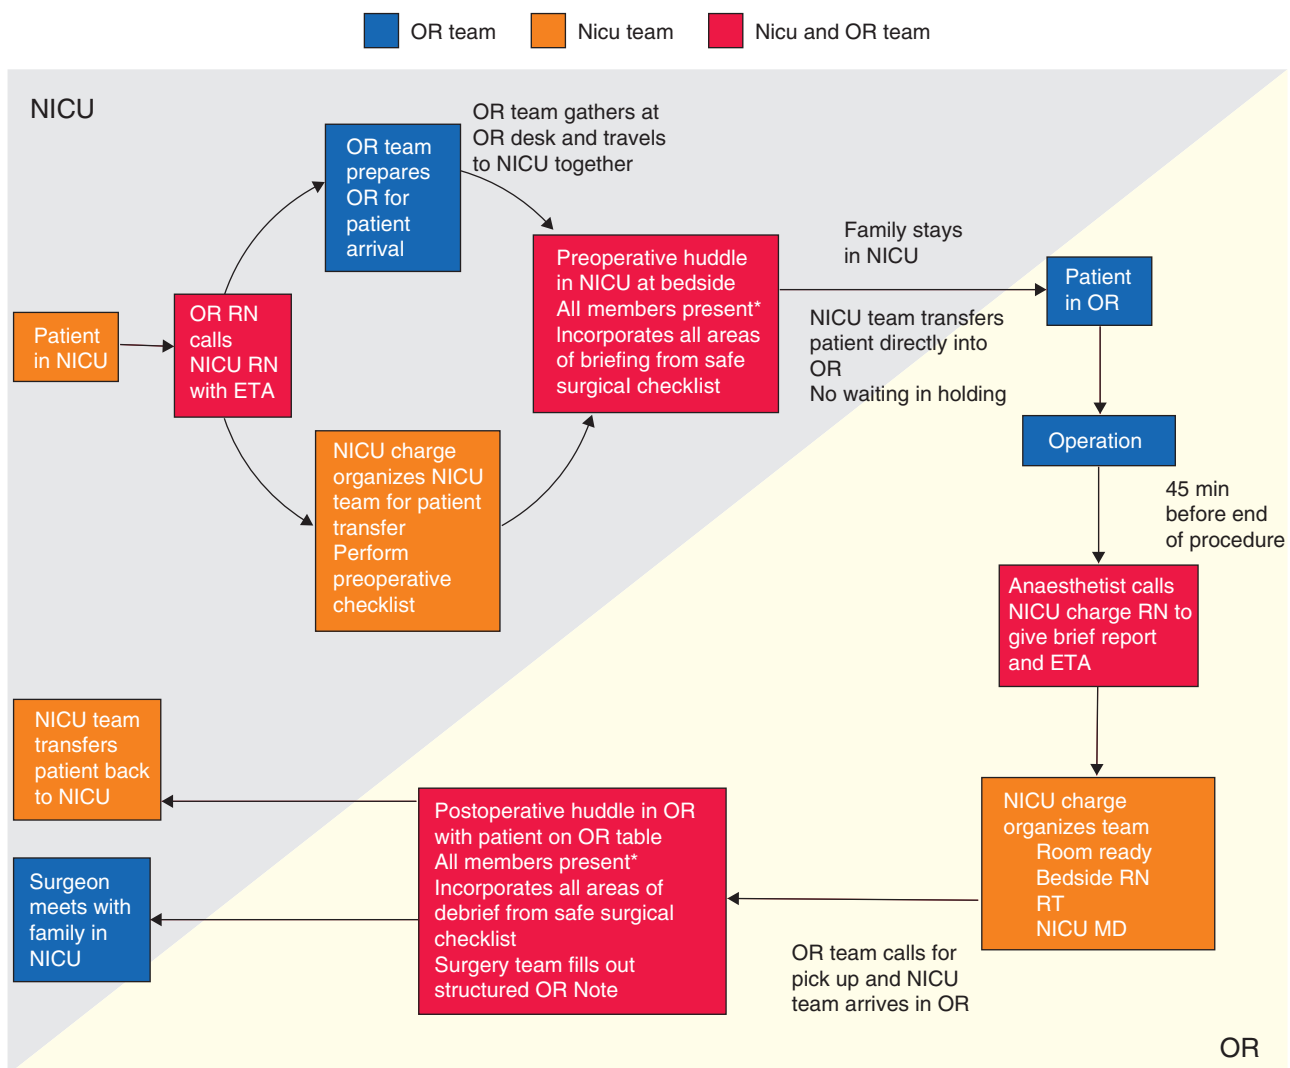 OR team
Nicu team
Nicu and OR team
NICU
OR team gathers at
OR desk and travels
to NICU together
OR team
prepares
OR for
patient
arrival
Patient
in NICU
OR RN
calls
NICU RN
with ETA
Preoperative huddle
in NICU at bedside
All members present*
Incorporates all areas
of briefing from safe
surgical checklist
Family stays
in NICU
NICU team transfers
patient directly into
OR
No waiting in holding
Patient
in OR
NICU charge
organizes NICU
team for patient
transfer
Perform
preoperative
checklist
Operation
45 min
before end
of procedure
Anaesthetist calls
NICU charge RN to
give brief report
and ETA
NICU charge
organizes team
Room ready
Bedside RN
RT
NICU MD
OR team calls for
pick up and NICU
team arrives in OR
Postoperative huddle in OR
with patient on OR table
All members present*
Incorporates all areas of
debrief from safe surgical
checklist
Surgery team fills out
structured OR Note
NICU team
transfers
patient back
to NICU
Surgeon
meets with
family in
NICU
OR